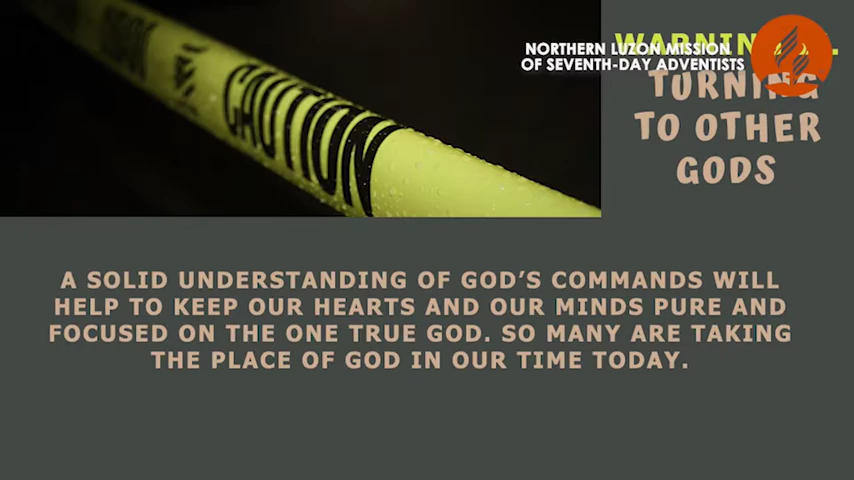 CAUTION
NORTHERN LUZON MISSION
OF SEVENTH-DAY ADVENTISTS
TURNING
TO OTHER
GODS
A SOLID UNDERSTANDING OF GOD'S COMMANDS WILL
HELP TO KEEP OUR HEARTS AND OUR MINDS PURE AND
FOCUSED ON THE ONE TRUE GOD. SO MANY ARE TAKING
THE PLACE OF GOD IN OUR TIME TODAY.